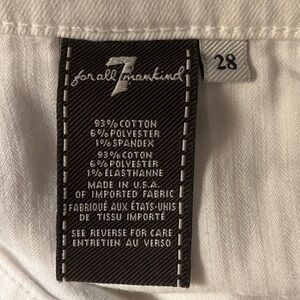 for all 7 mankind
28
93% COTTON
6% POLYESTER
1% SPANDEX
93% COTON
6% POLYESTER
1% ELASTHANNE
MADE IN U.S.A.
OF IMPORTED FABRIC
FABRIQUÉ AUX ÉTATS-UNIS
DE TISSU IMPORTÉ
SEE REVERSE FOR CARE
ENTRETIEN AU VERSO